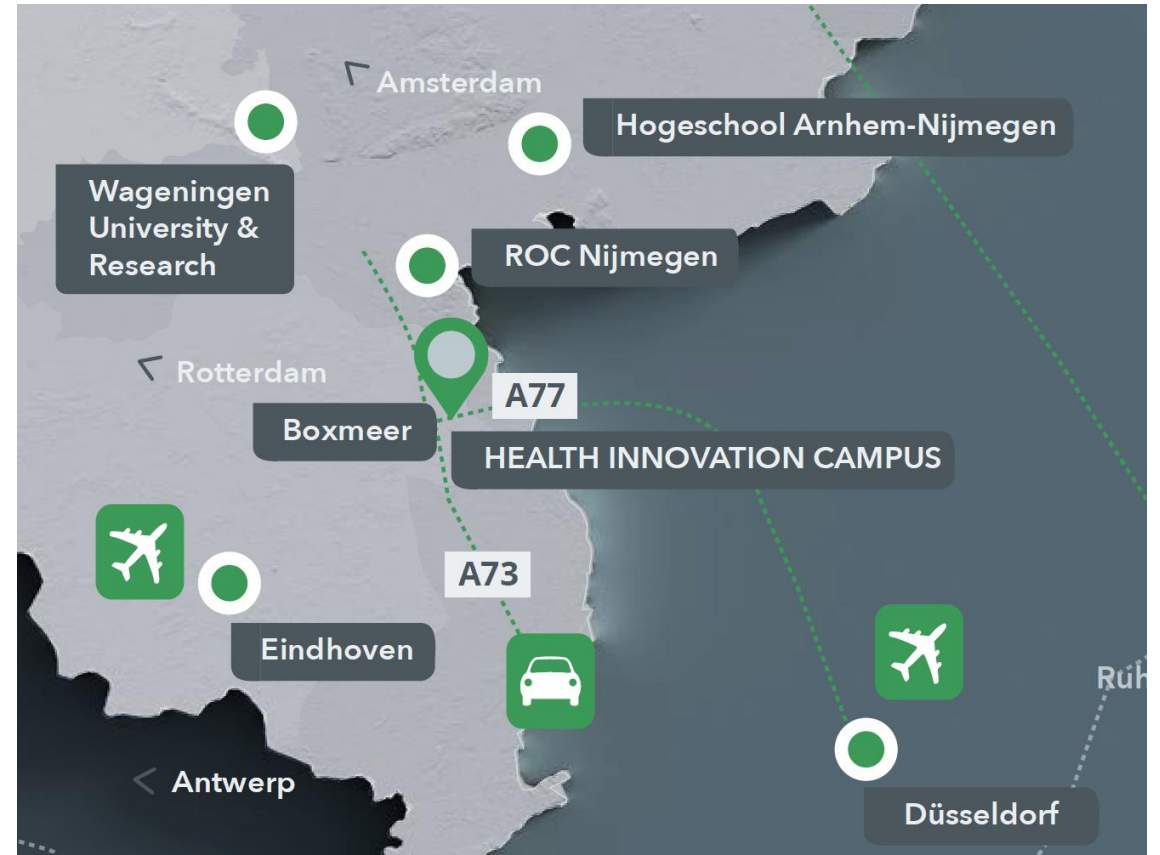 Amsterdam
Hogeschool Arnhem-Nijmegen
Wageningen
University &
Research
ROC Nijmegen
Rotterdam
A77
Boxmeer
HEALTH INNOVATION CAMPUS
A73
Eindhoven
Ruh
Antwerp
Düsseldorf